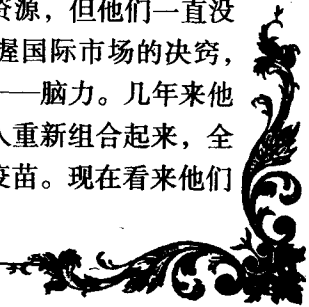 资源，但他们一直没
握国际市场的决窍，
—脑力。几年来他
人重新组合起来，全
疫苗。现在看来他们